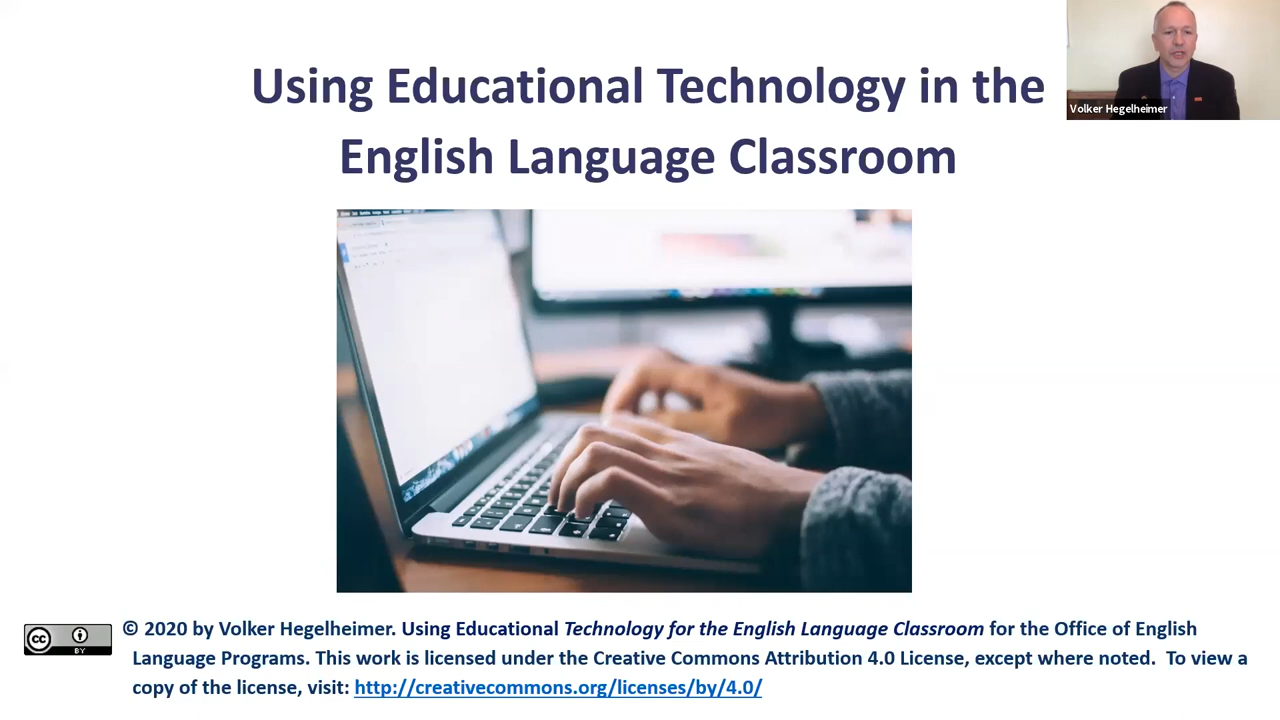 Using Educational Technology in the
English Language Classroom
Volker Hegelheimer
cc
BY
© 2020 by Volker Hegelheimer. Using Educational Technology for the English Language Classroom for the Office of English
Language Programs. This work is licensed under the Creative Commons Attribution 4.0 License, except where noted.  To view a
copy of the license, visit: http://creativecommons.org/licenses/by/4.0/